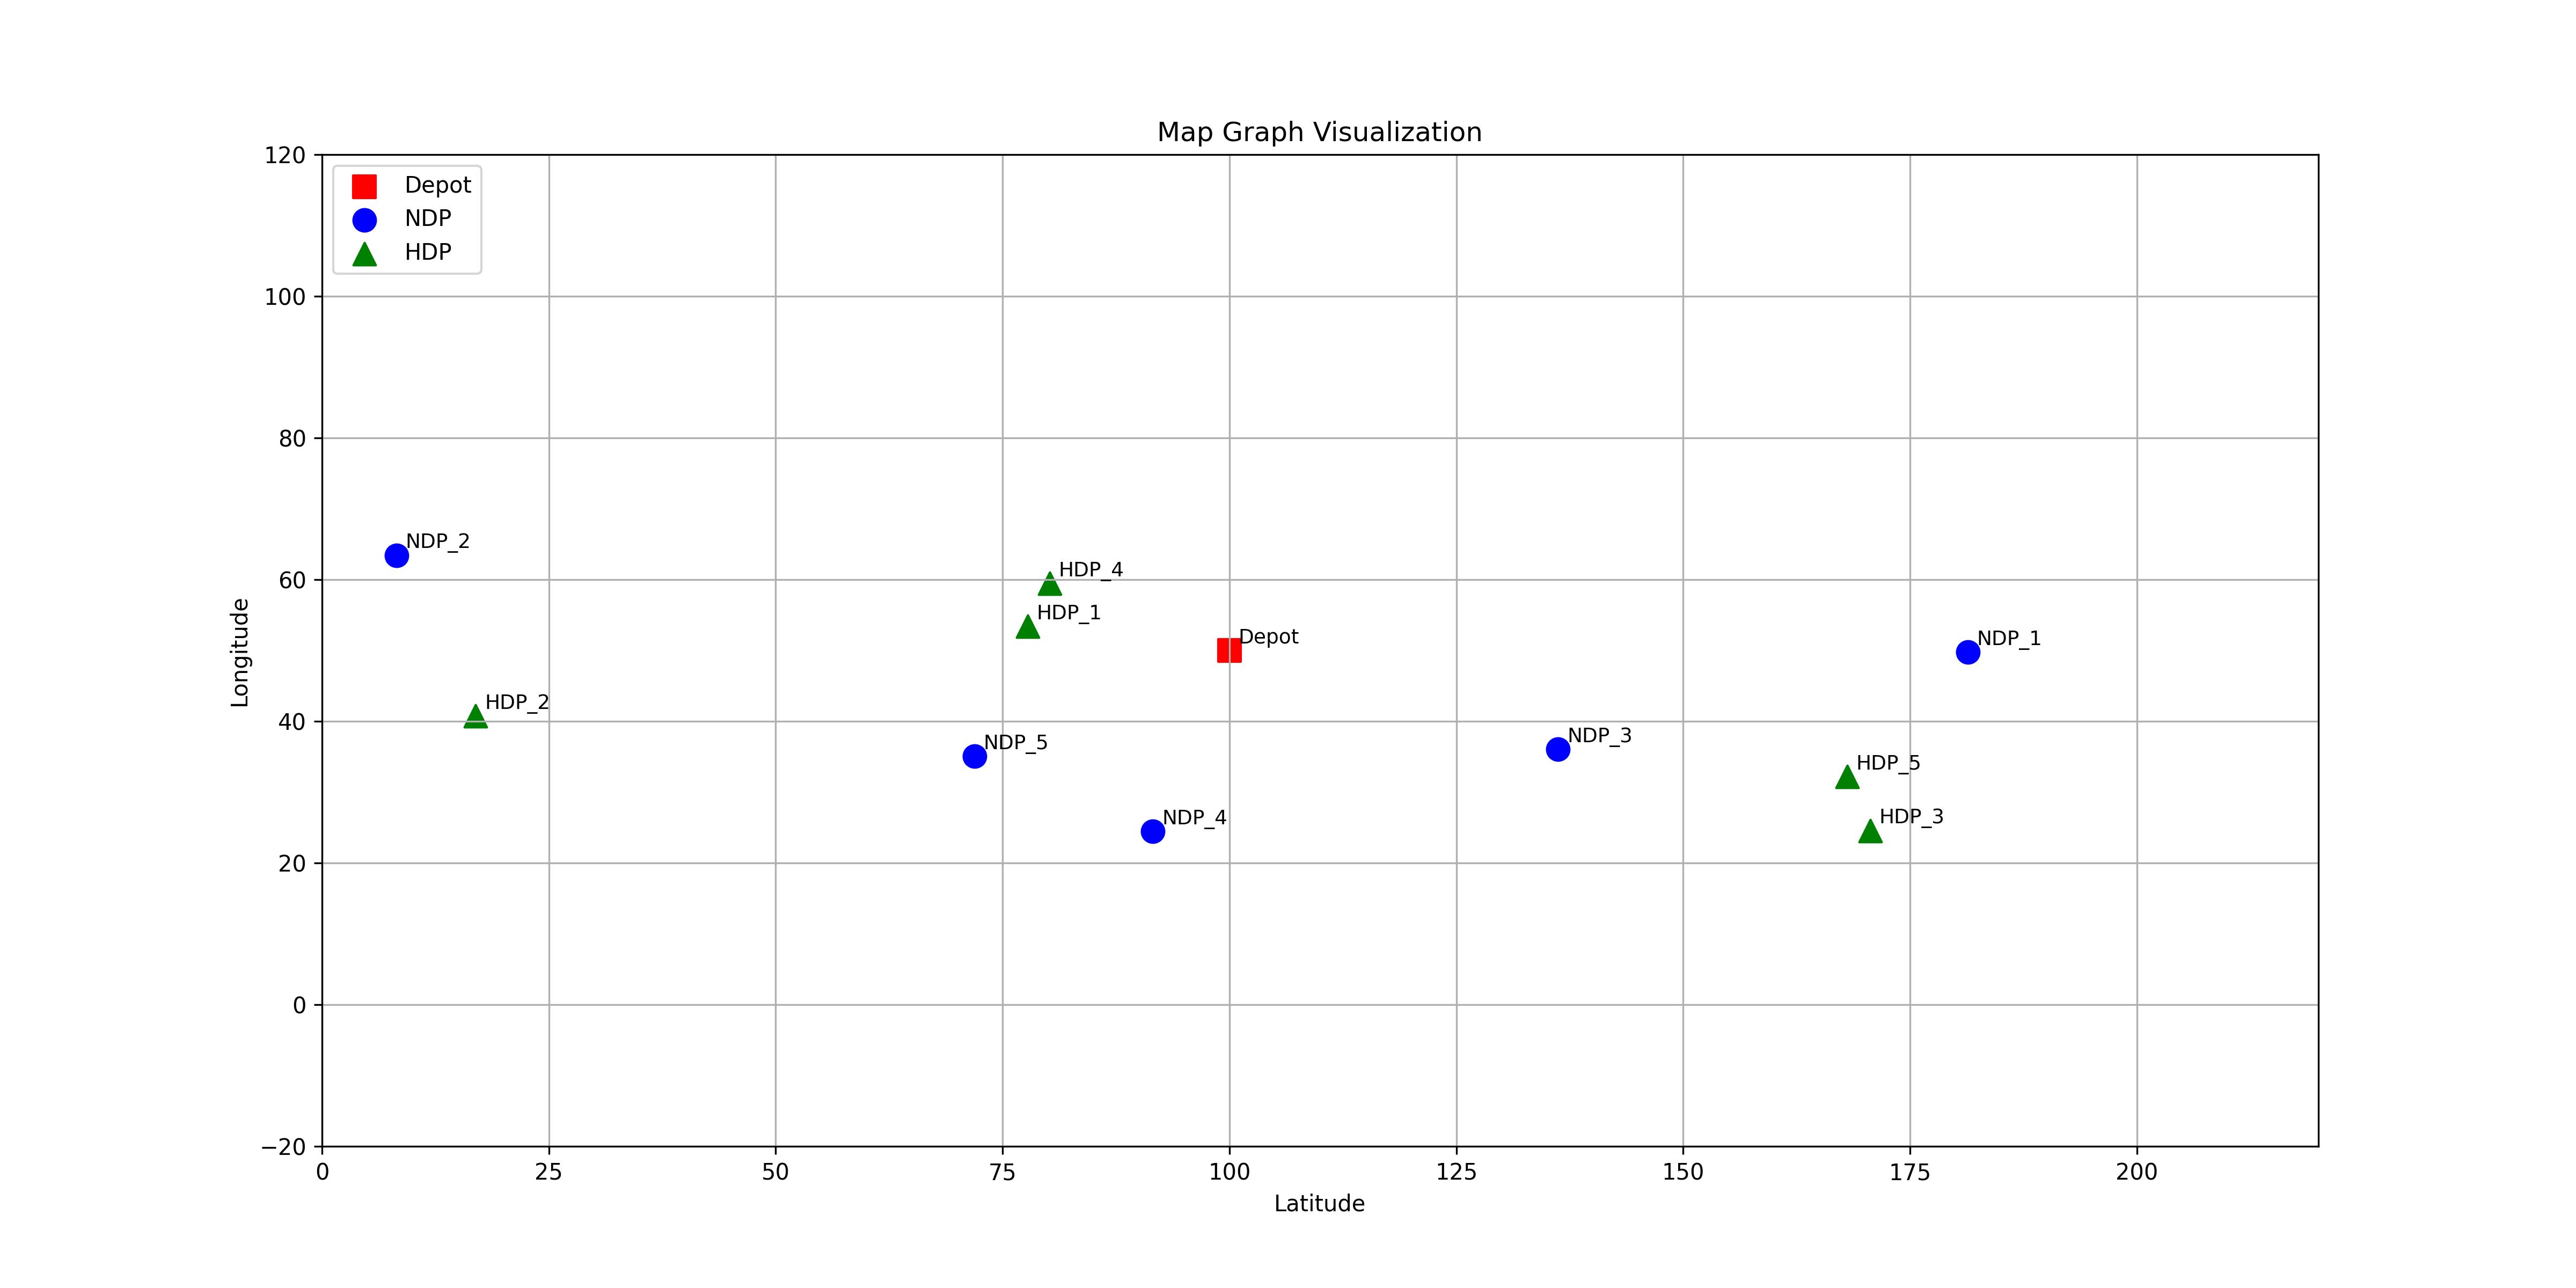 Map Graph Visualization
120
100
80
60
40
20
0
−20
Longitude
Depot
NDP
HDP
NDP_2
HDP_4
HDP_1
Depot
NDP_1
HDP_2
NDP_5
NDP_3
HDP_5
NDP_4
HDP_3
0 25 50 75 100 125 150 175 200
Latitude